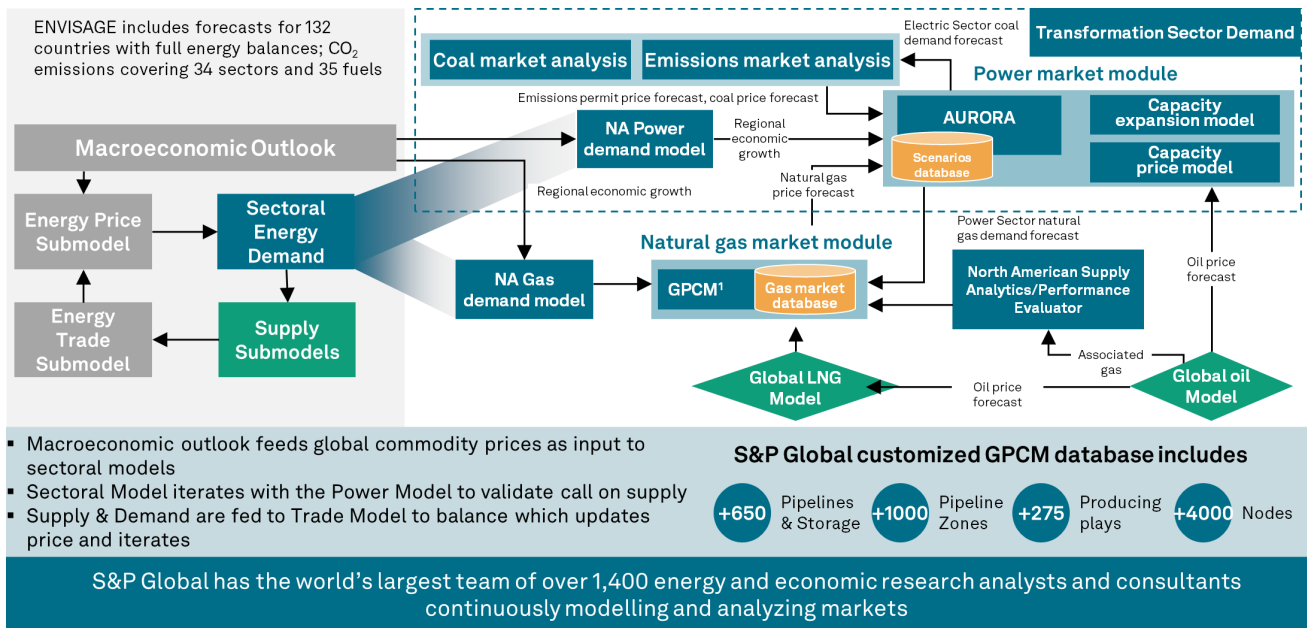 ENVISAGE includes forecasts for 132
countries with full energy balances; CO₂
emissions covering 34 sectors and 35 fuels
Electric Sector coal
demand forecast
Transformation Sector Demand
Coal market analysis
Emissions market analysis
Power market module
Emissions permit price forecast, coal price forecast
AURORA
Scenarios
database
Capacity
expansion model
Capacity
price model
Macroeconomic Outlook
NA Power
demand model
Regional
economic
growth
Natural gas
price forecast
Regional economic growth
Energy Price
Submodel
Sectoral
Energy
Demand
Natural gas market module
Power Sector natural
gas demand forecast
NA Gas
demand model
GPCM¹
Gas market
database
North American Supply
Analytics/Performance
Evaluator
Oil price
forecast
Energy
Trade
Submodel
Supply
Submodels
Associated
gas
Global LNG
Model
Oil price
forecast
Global oil
Model
▪ Macroeconomic outlook feeds global commodity prices as input to
sectoral models
▪ Sectoral Model iterates with the Power Model to validate call on supply
▪ Supply & Demand are fed to Trade Model to balance which updates
price and iterates
S&P Global customized GPCM database includes
+650
Pipelines
& Storage
+1000
Pipeline
Zones
+275
Producing
plays
+4000
Nodes
S&P Global has the world's largest team of over 1,400 energy and economic research analysts and consultants
continuously modelling and analyzing markets